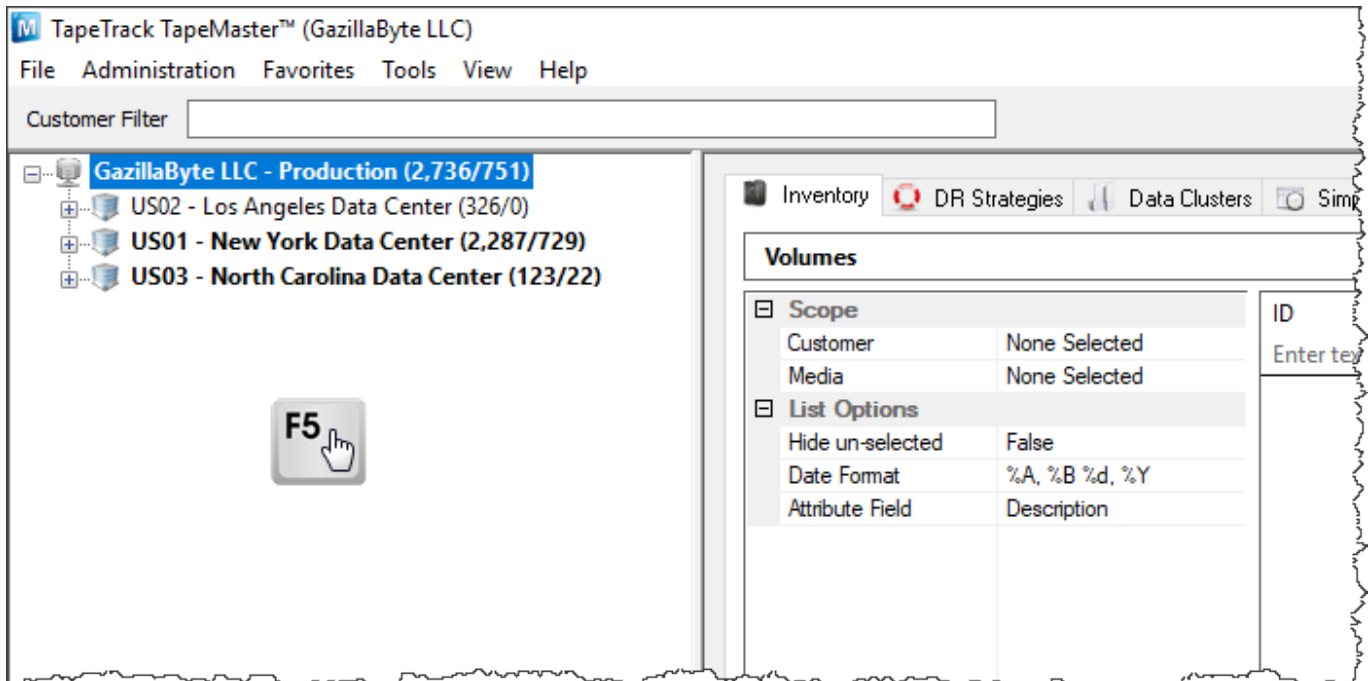 TapeTrack TapeMaster™ (GazillaByte LLC)
File Administration Favorites Tools View Help
Customer Filter
GazillaByte LLC - Production (2,736/751)
US02 - Los Angeles Data Center (326/0)
US01 - New York Data Center (2,287/729)
US03 - North Carolina Data Center (123/22)
F5
Inventory DR Strategies Data Clusters
Volumes
Scope
Customer None Selected
Media None Selected
List Options
Hide un-selected False
Date Format %A, %B %d, %Y
Attribute Field Description
ID
Enter